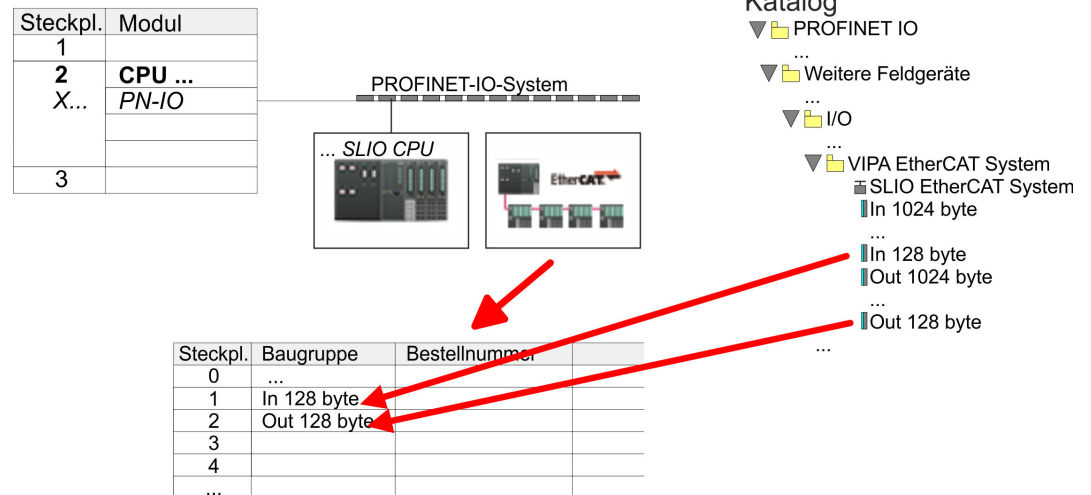 Steckpl. Modul
1
2 CPU ...
X... PN-IO
3
PROFINET-IO-System
... SLIO CPU
EtherCAT
Katalog
PROFINET IO
...
Weitere Feldgeräte
...
I/O
...
VIPA EtherCAT System
SLIO EtherCAT System
In 1024 byte
...
In 128 byte
Out 1024 byte
...
Out 128 byte
...
Steckpl. Baugruppe Bestellnummer
0 ...
1 In 128 byte
2 Out 128 byte
3
4
...